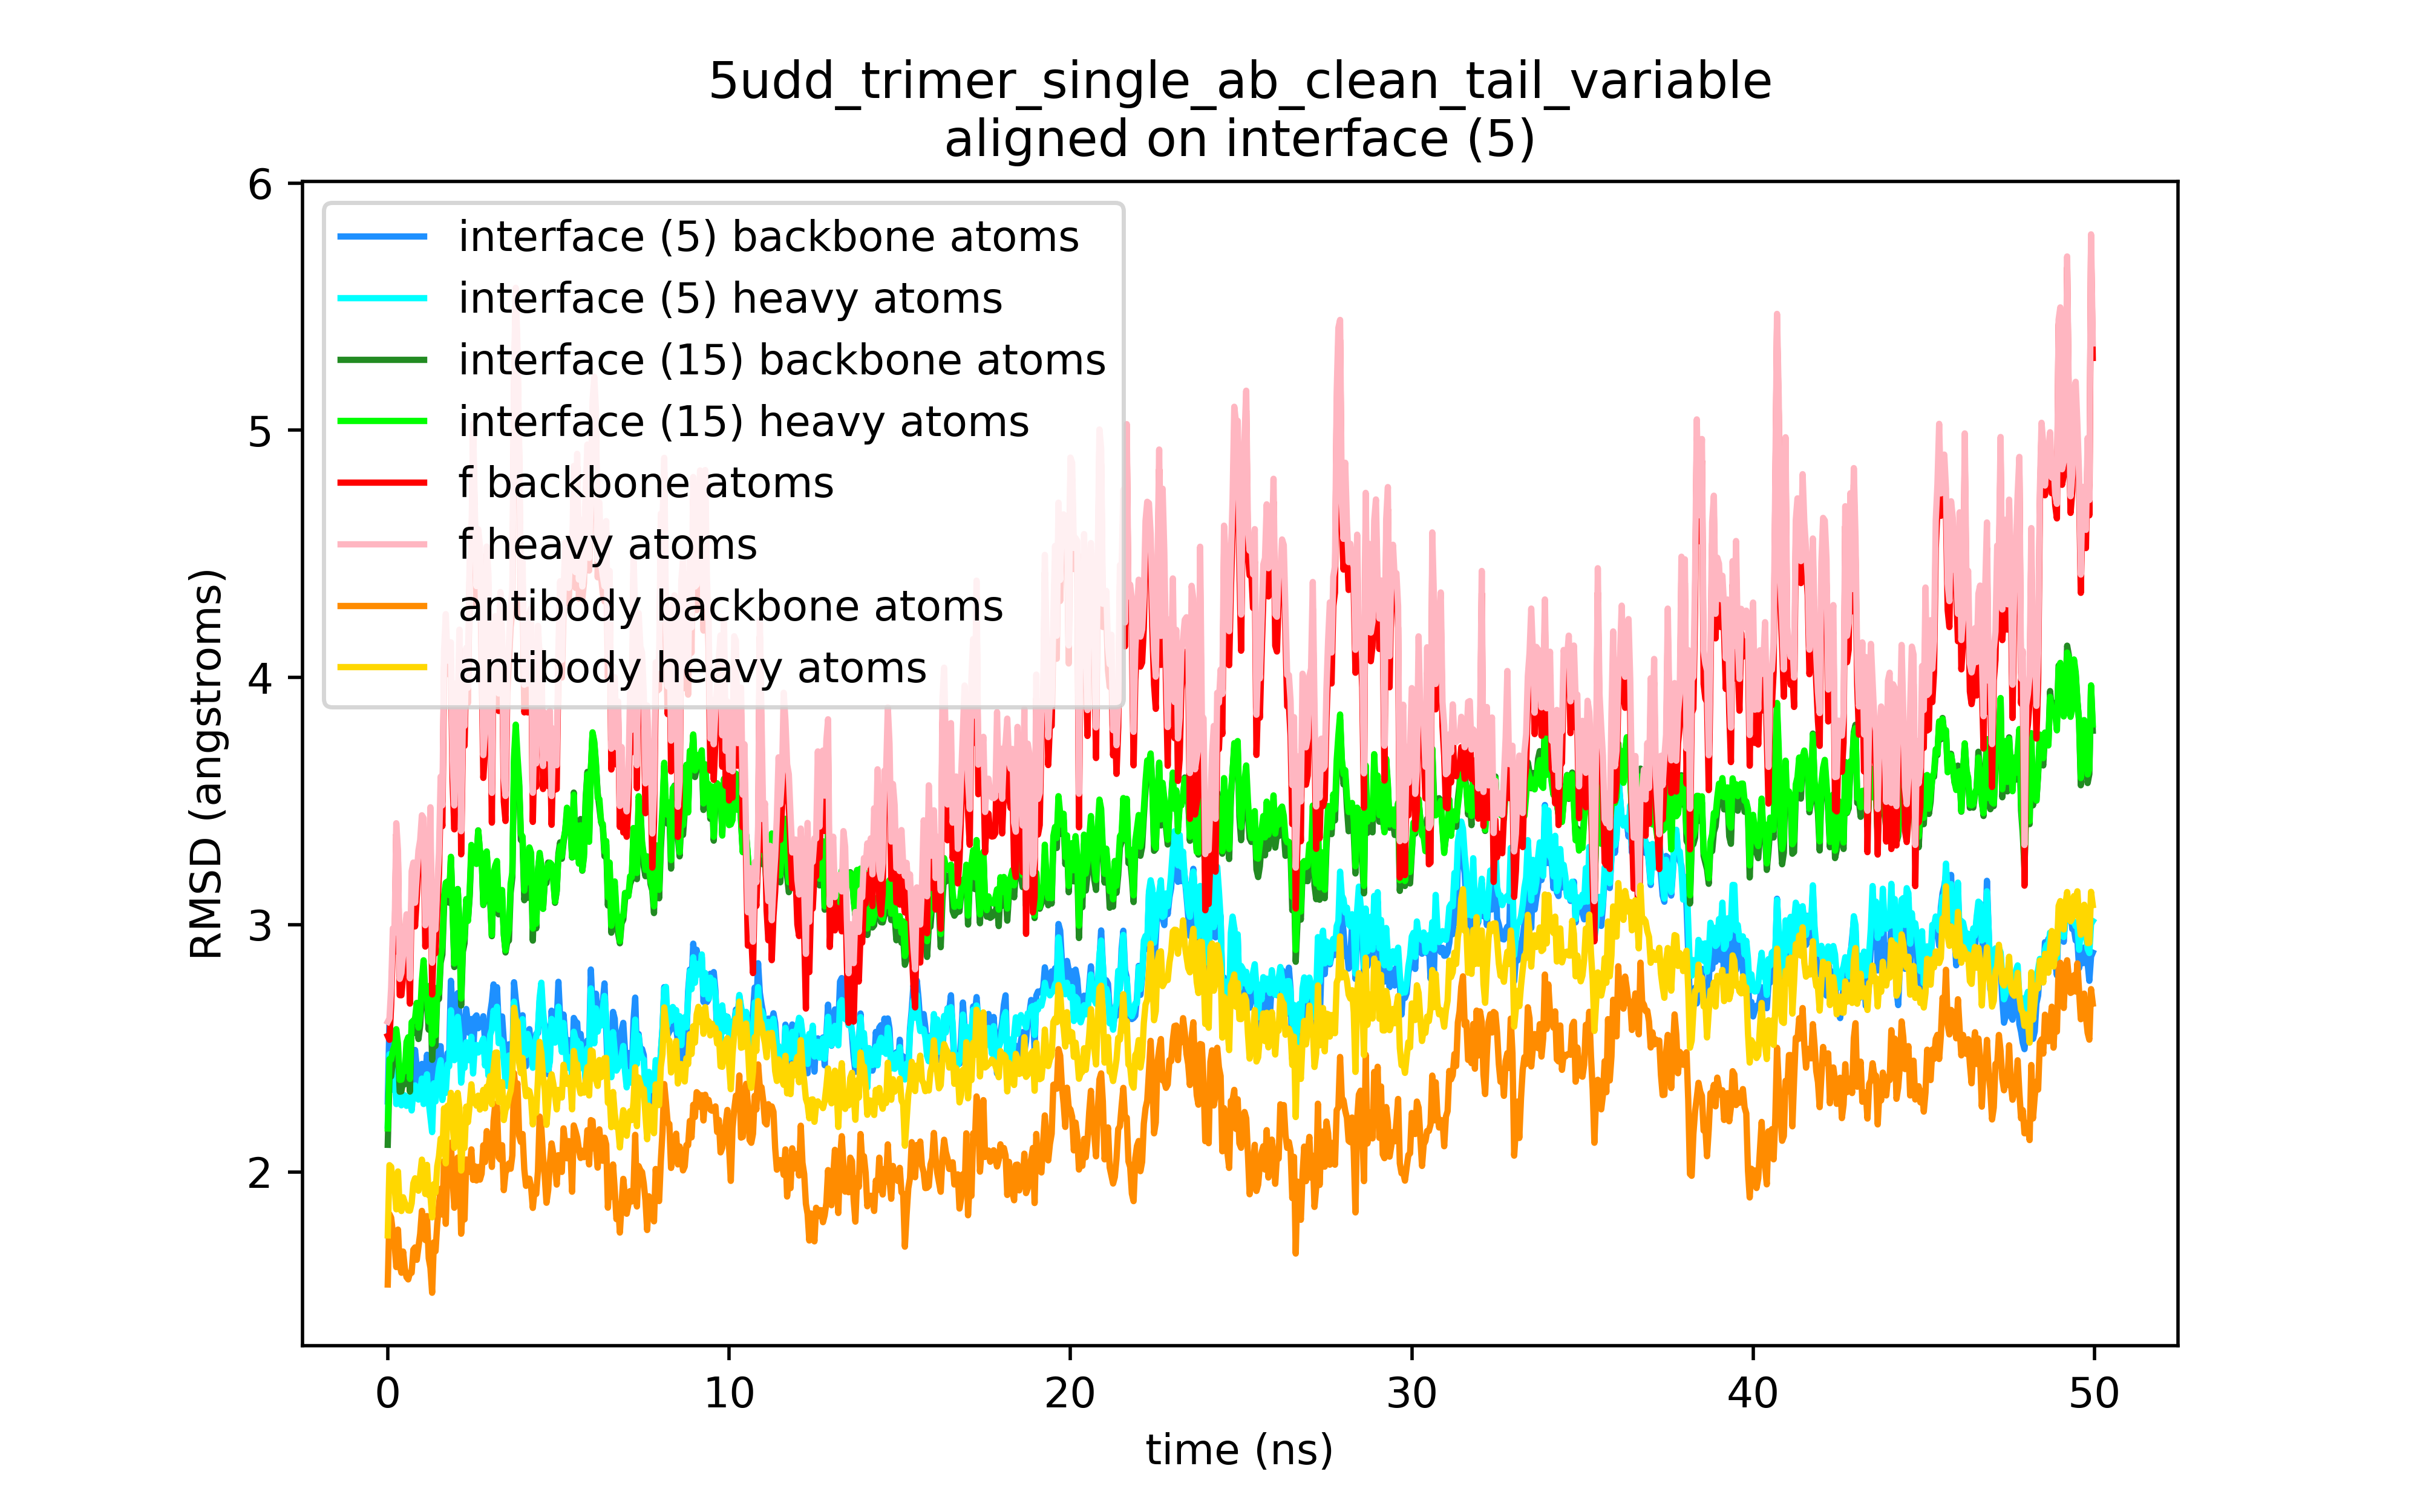 5udd_trimer_single_ab_clean_tail_variable
aligned on interface (5)
6
5
4
3
2
RMSD (angstroms)
interface (5) backbone atoms
interface (5) heavy atoms
interface (15) backbone atoms
interface (15) heavy atoms
f backbone atoms
f heavy atoms
antibody backbone atoms
antibody heavy atoms
0 10 20 30 40 50
time (ns)